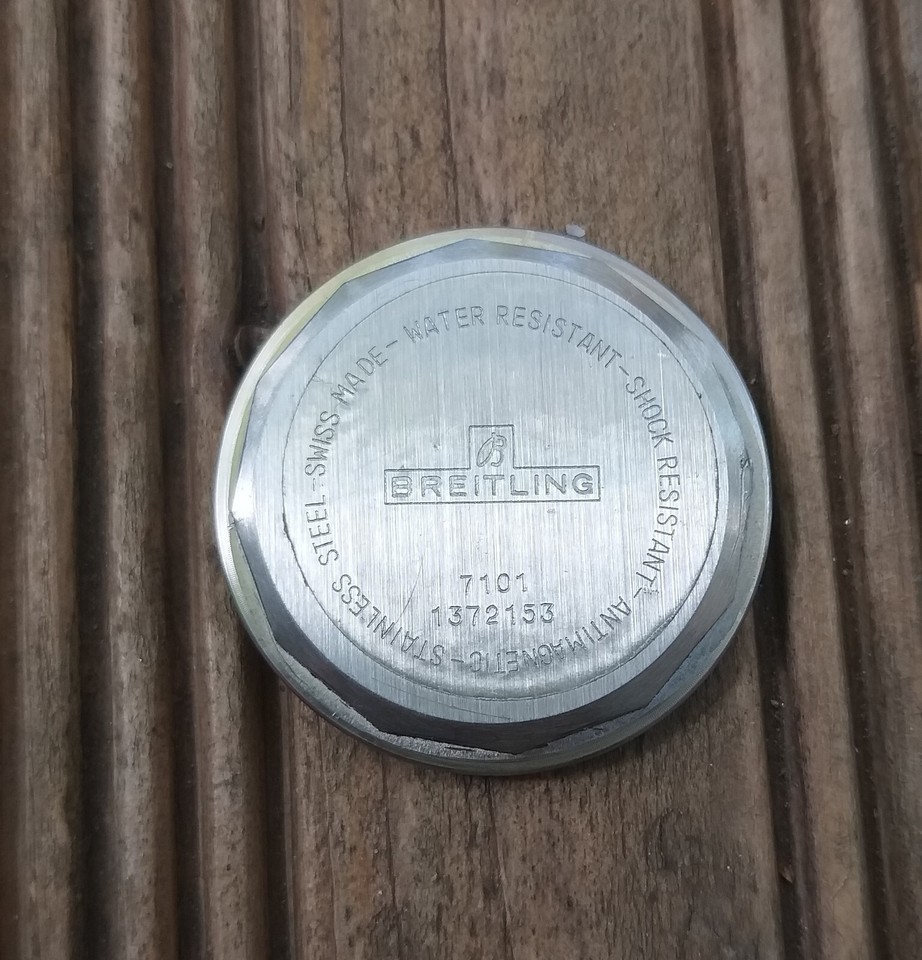 WATER RESISTANT-SHOCK RESISTANT-ANTIMAGNETIC-STAINLESS STEEL-SWISS MADE-
B
BREITLING
7101
1372153